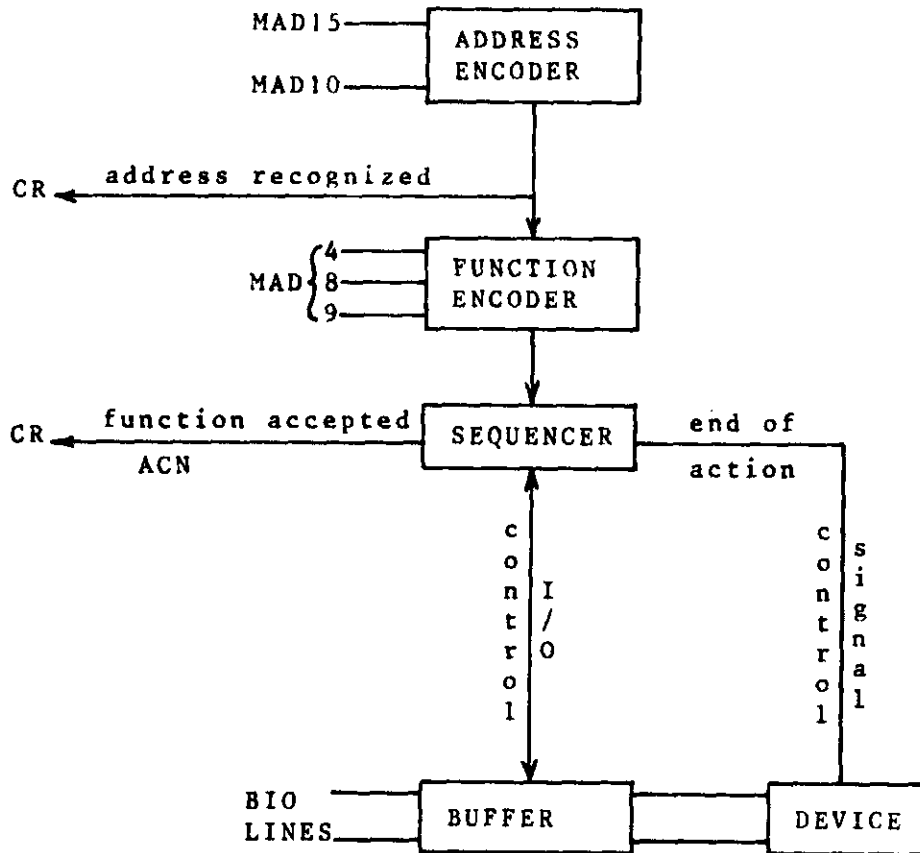 MAD15
ADDRESS
ENCODER
MAD10
address recognized
CR
4
MAD 8
9
FUNCTION
ENCODER
function accepted
CR
ACN
SEQUENCER
end of
action
control
I/O
control
signal
BIO
LINES
BUFFER
DEVICE